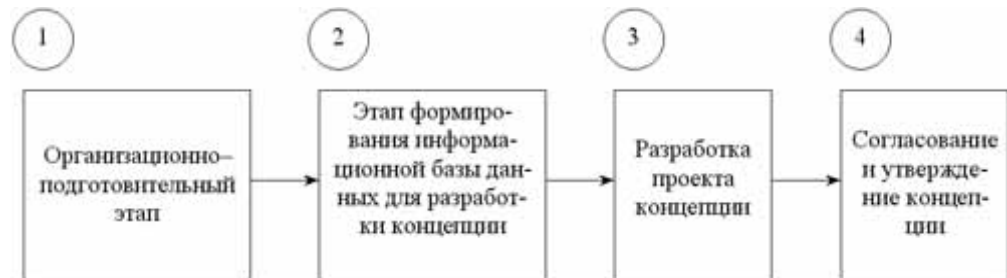 1
2
3
4
Организационно–
подготовительный
этап
Этап формиро-
вания информа-
ционной базы дан-
ных для разработ-
ки концепции
Разработка
проекта
концепции
Согласование
и утвержде-
ние концеп-
ции